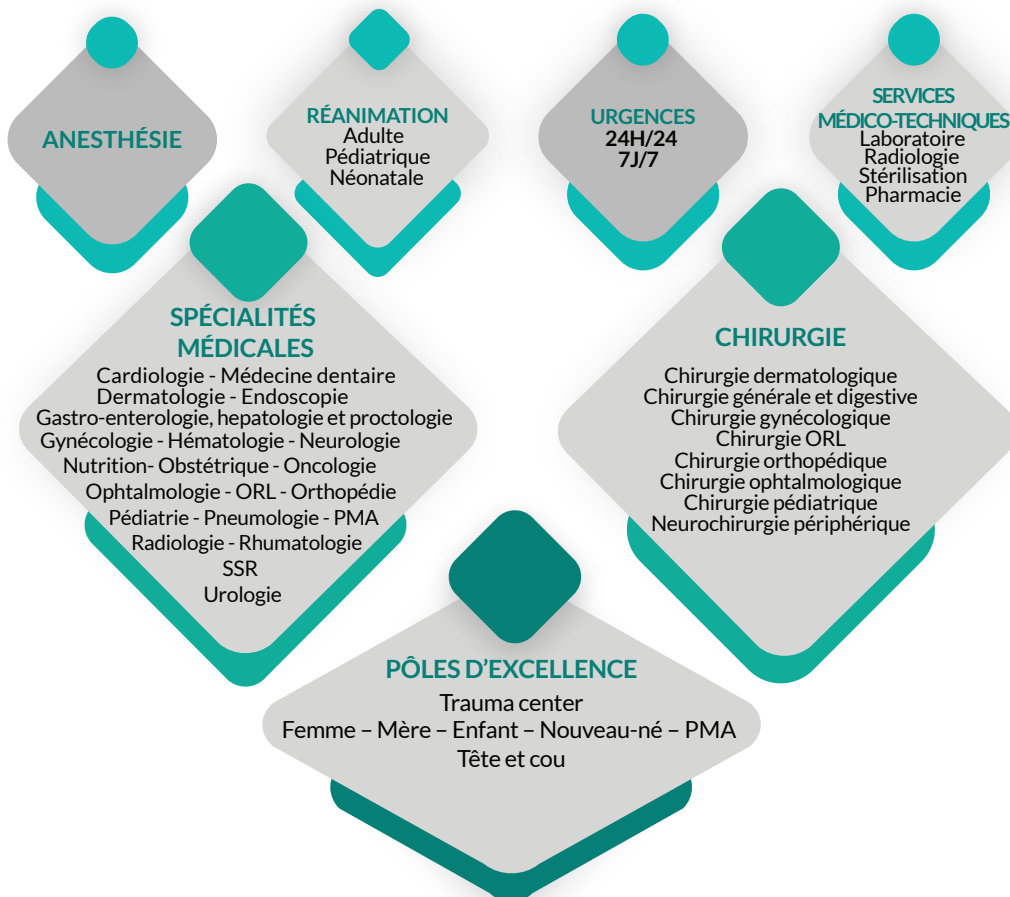 ANESTHÉSIE
RÉANIMATION
Adulte
Pédiatrique
Néonatale
URGENCES
24H/24
7J/7
SERVICES
MÉDICO-TECHNIQUES
Laboratoire
Radiologie
Stérilisation
Pharmacie
SPÉCIALITÉS
MÉDICALES
Cardiologie - Médecine dentaire
Dermatologie - Endoscopie
Gastro-enterologie, hepatologie et proctologie
Gynécologie - Hématologie - Neurologie
Nutrition- Obstétrique - Oncologie
Ophtalmologie - ORL - Orthopédie
Pédiatrie - Pneumologie - PMA
Radiologie - Rhumatologie
SSR
Urologie
CHIRURGIE
Chirurgie dermatologique
Chirurgie générale et digestive
Chirurgie gynécologique
Chirurgie ORL
Chirurgie orthopédique
Chirurgie ophtalmologique
Chirurgie pédiatrique
Neurochirurgie périphérique
PÔLES D’EXCELLENCE
Trauma center
Femme – Mère – Enfant – Nouveau-né – PMA
Tête et cou